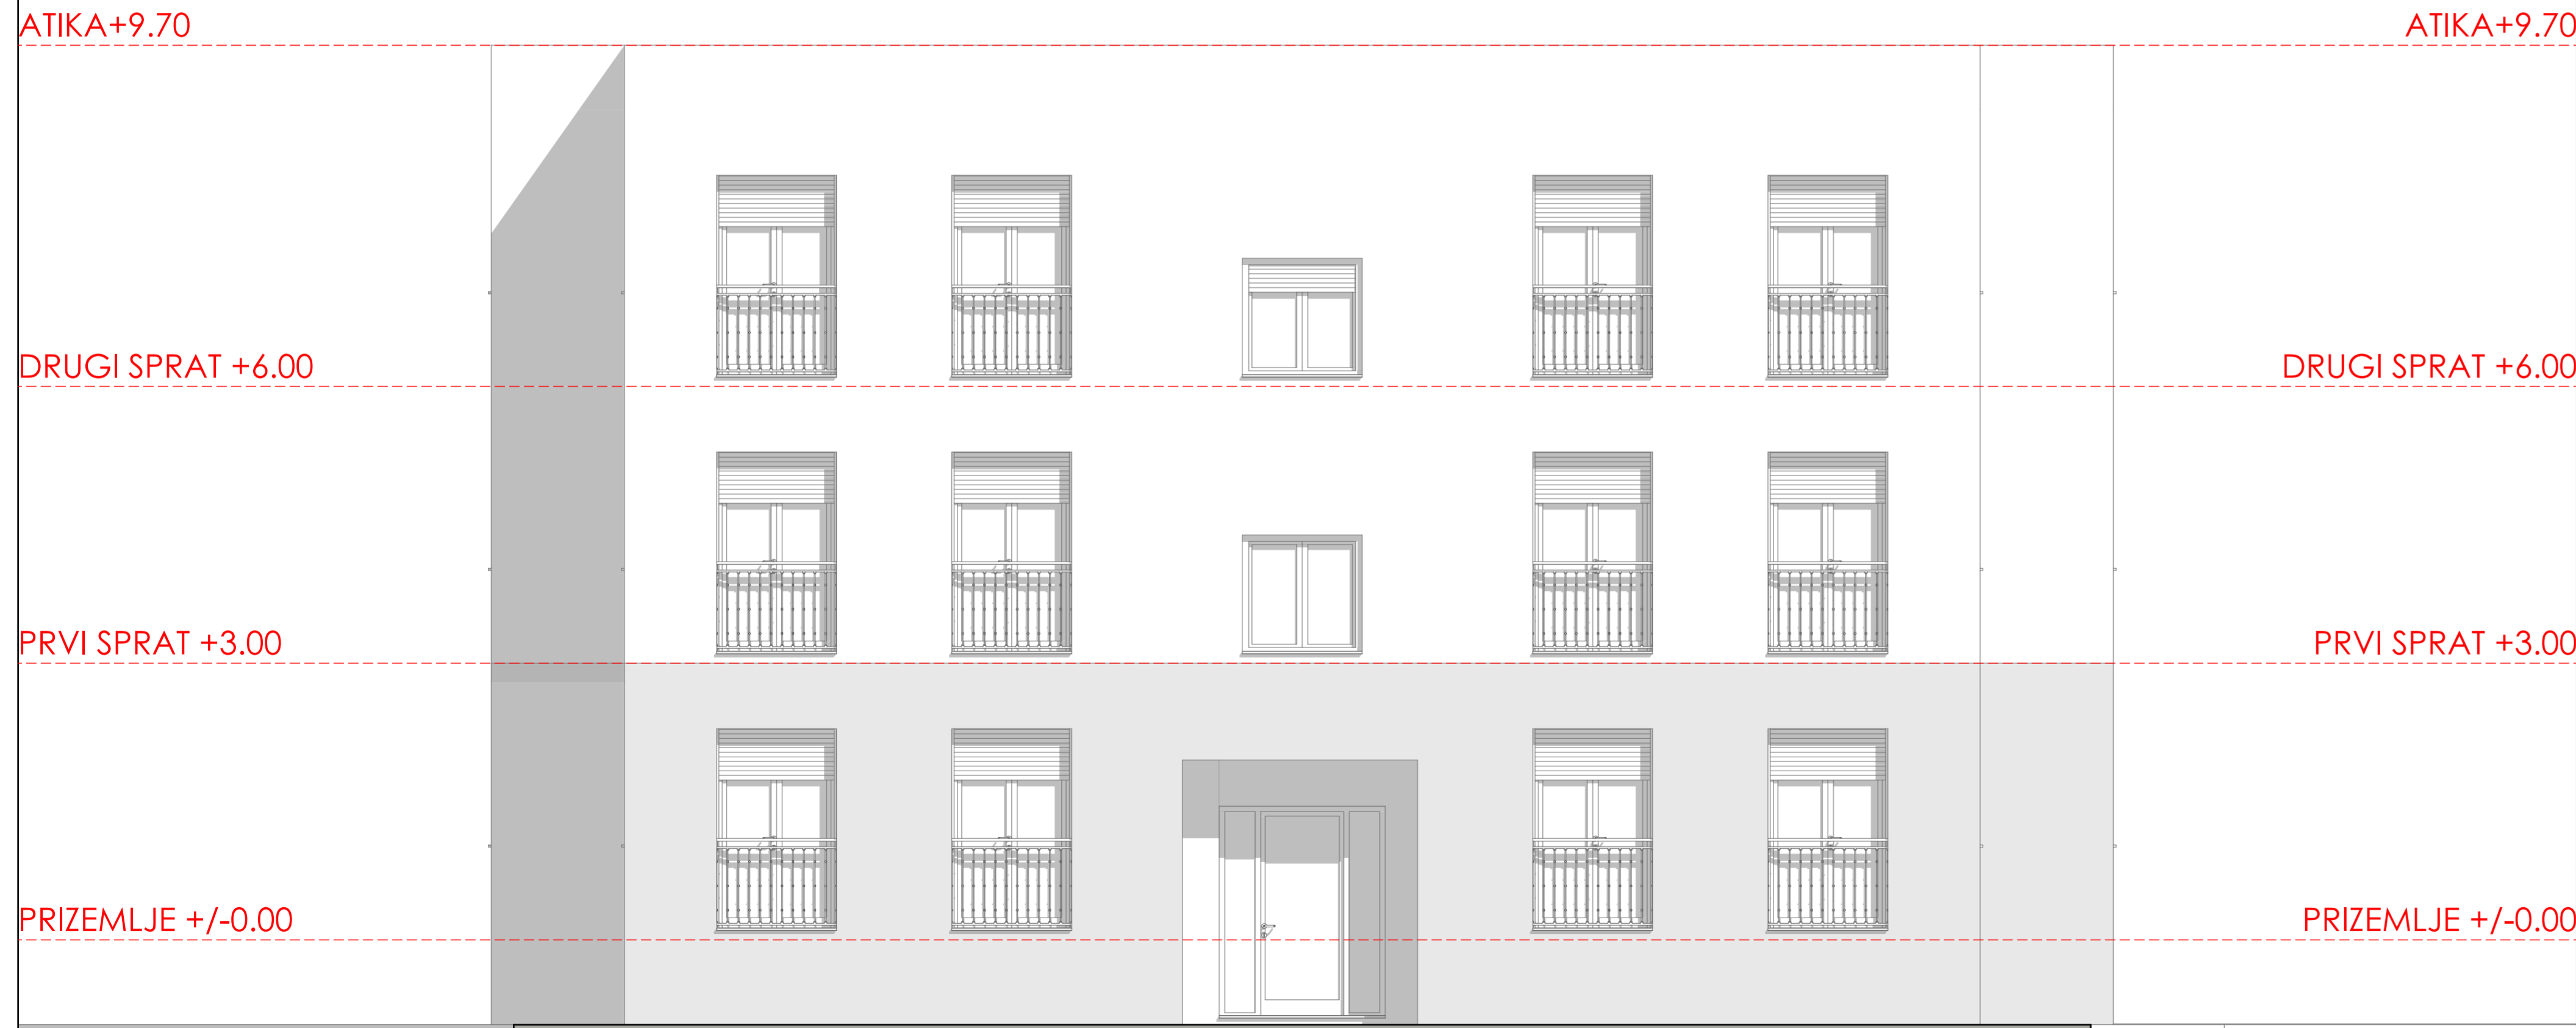 ATIKA+9.70 ATIKA+9.70
DRUGI SPRAT +6.00 DRUGI SPRAT +6.00
PRVI SPRAT +3.00 PRVI SPRAT +3.00
PRIZEMLJE +/-0.00 PRIZEMLJE +/-0.00